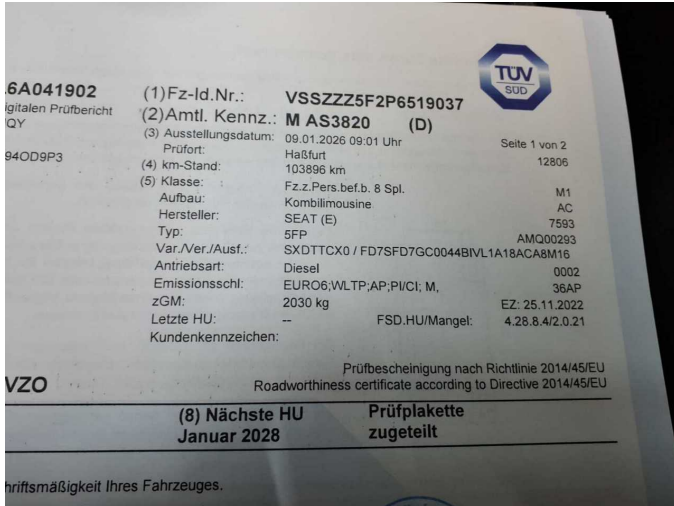 TÜV
SÜD
.6A041902
igitalen Prüfbericht
QY
94OD9P3
(1)Fz-Id.Nr.: VSSZZZ5F2P6519037
(2)Amtl. Kennz.: M AS3820 (D)
(3) Ausstellungsdatum: 09.01.2026 09:01 Uhr Seite 1 von 2
Prüfort: Haßfurt 12806
(4) km-Stand: 103896 km
(5) Klasse: Fz.z.Pers.bef.b. 8 Spl. M1
Aufbau: Kombilimousine AC
Hersteller: SEAT (E) 7593
Typ: 5FP AMQ00293
Var./Ver./Ausf.: SXDTTCX0 / FD7SFD7GC0044BIVL1A18ACA8M16
Antriebsart: Diesel 0002
Emissionsschl: EURO6;WLTP;AP;PI/CI; M, 36AP
zGM: 2030 kg EZ: 25.11.2022
Letzte HU: -- FSD.HU/Mangel: 4.28.8.4/2.0.21
Kundenkennzeichen:
Prüfbescheinigung nach Richtlinie 2014/45/EU
VZO Roadworthiness certificate according to Directive 2014/45/EU
(8) Nächste HU Prüfplakette
Januar 2028 zugeteilt
hriftsmäßigkeit Ihres Fahrzeuges.